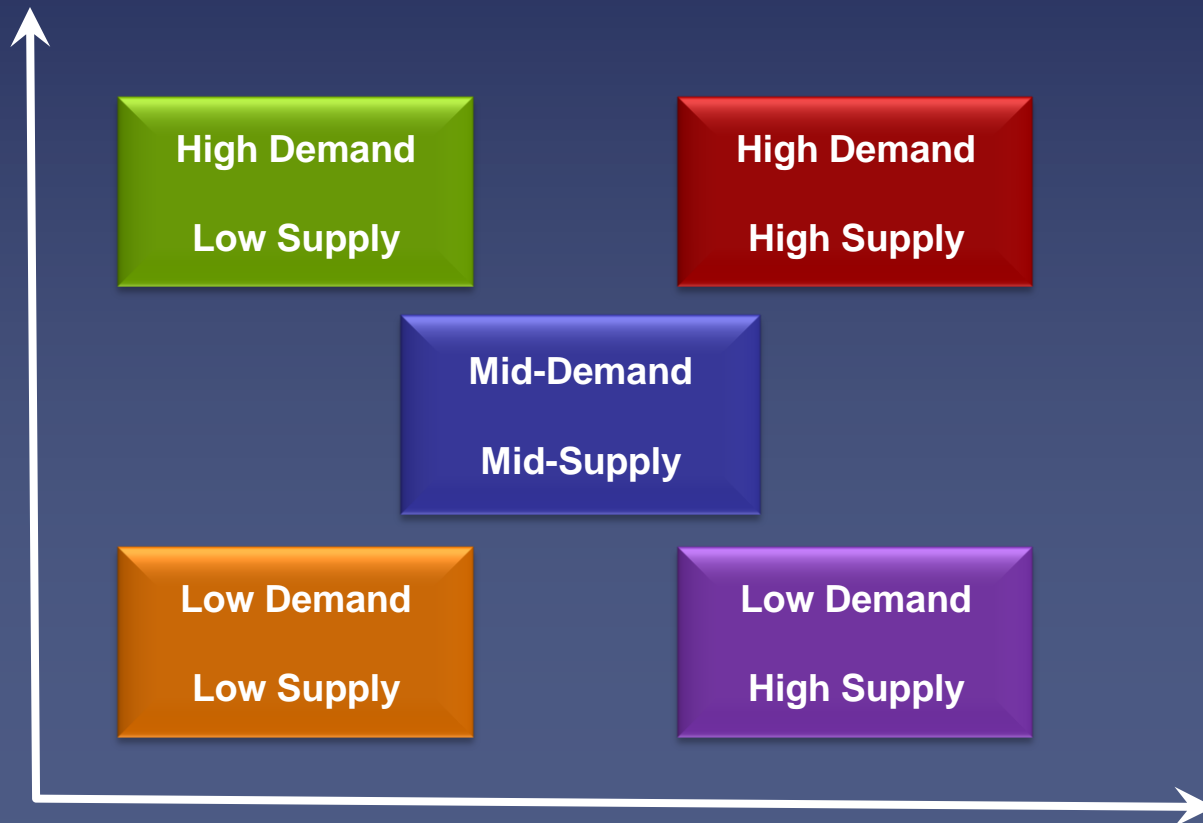 High Demand
Low Supply
High Demand
High Supply
Mid-Demand
Mid-Supply
Low Demand
Low Supply
Low Demand
High Supply